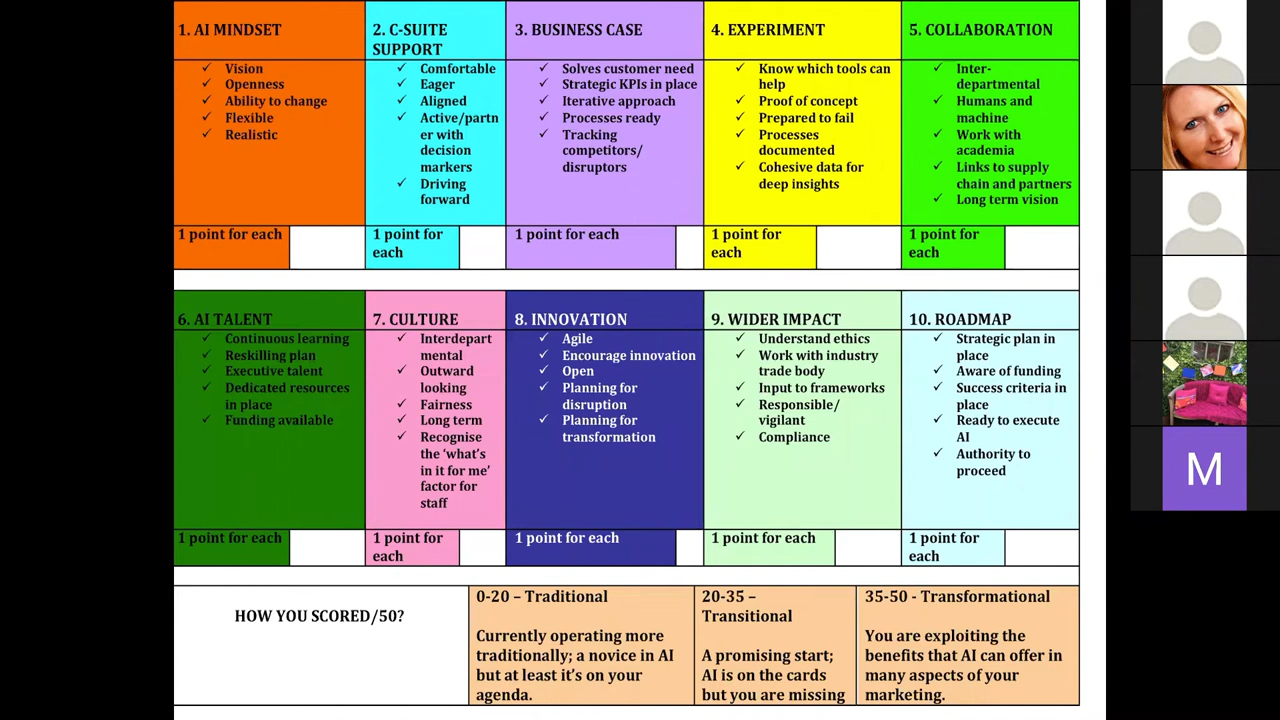 1. AI MINDSET
2. C-SUITE
SUPPORT
3. BUSINESS CASE
4. EXPERIMENT
5. COLLABORATION
✓ Vision
✓ Openness
✓ Ability to change
✓ Flexible
✓ Realistic
✓ Comfortable
✓ Eager
✓ Aligned
✓ Active/partn
er with
decision
markers
✓ Driving
forward
✓ Solves customer need
✓ Strategic KPIs in place
✓ Iterative approach
✓ Processes ready
✓ Tracking
competitors/
disruptors
✓ Know which tools can
help
✓ Proof of concept
✓ Prepared to fail
✓ Processes
documented
✓ Cohesive data for
deep insights
✓ Inter-
departmental
✓ Humans and
machine
✓ Work with
academia
✓ Links to supply
chain and partners
✓ Long term vision
1 point for each
1 point for
each
1 point for each
1 point for
each
1 point for
each
6. AI TALENT
7. CULTURE
8. INNOVATION
9. WIDER IMPACT
10. ROADMAP
✓ Continuous learning
✓ Reskilling plan
✓ Executive talent
✓ Dedicated resources
in place
✓ Funding available
✓ Interdepart
mental
✓ Outward
looking
✓ Fairness
✓ Long term
✓ Recognise
the ‘what’s
in it for me’
factor for
staff
✓ Agile
✓ Encourage innovation
✓ Open
✓ Planning for
disruption
✓ Planning for
transformation
✓ Understand ethics
✓ Work with industry
trade body
✓ Input to frameworks
✓ Responsible/
vigilant
✓ Compliance
✓ Strategic plan in
place
✓ Aware of funding
✓ Success criteria in
place
✓ Ready to execute
AI
✓ Authority to
proceed
1 point for each
1 point for
each
1 point for each
1 point for each
1 point for
each
HOW YOU SCORED/50?
0-20 – Traditional
Currently operating more
traditionally; a novice in AI
but at least it’s on your
agenda.
20-35 –
Transitional
A promising start;
AI is on the cards
but you are missing
35-50 - Transformational
You are exploiting the
benefits that AI can offer in
many aspects of your
marketing.
M